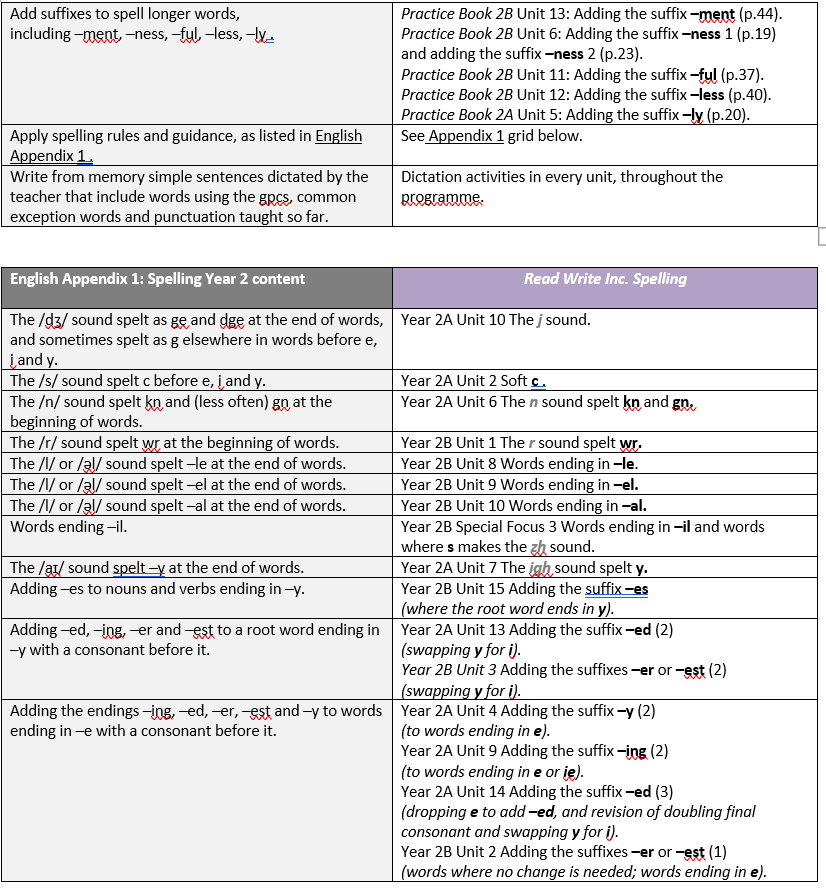 Add suffixes to spell longer words,
including –ment, –ness, –ful, –less, –ly .
Practice Book 2B Unit 13: Adding the suffix –ment (p.44).
Practice Book 2B Unit 6: Adding the suffix –ness 1 (p.19)
and adding the suffix –ness 2 (p.23).
Practice Book 2B Unit 11: Adding the suffix –ful (p.37).
Practice Book 2B Unit 12: Adding the suffix –less (p.40).
Practice Book 2A Unit 5: Adding the suffix –ly (p.20).
Apply spelling rules and guidance, as listed in English
Appendix 1 .
See Appendix 1 grid below.
Write from memory simple sentences dictated by the
teacher that include words using the gpcs, common
exception words and punctuation taught so far.
Dictation activities in every unit, throughout the
programme.
English Appendix 1: Spelling Year 2 content
Read Write Inc. Spelling
The /dʒ/ sound spelt as ge and dge at the end of words,
and sometimes spelt as g elsewhere in words before e,
i and y.
Year 2A Unit 10 The j sound.
The /s/ sound spelt c before e, i and y.
Year 2A Unit 2 Soft c .
The /n/ sound spelt kn and (less often) gn at the
beginning of words.
Year 2A Unit 6 The n sound spelt kn and gn.
The /r/ sound spelt wr at the beginning of words.
Year 2B Unit 1 The r sound spelt wr.
The /l/ or /əl/ sound spelt –le at the end of words.
Year 2B Unit 8 Words ending in –le.
The /l/ or /əl/ sound spelt –el at the end of words.
Year 2B Unit 9 Words ending in –el.
The /l/ or /əl/ sound spelt –al at the end of words.
Year 2B Unit 10 Words ending in –al.
Words ending –il.
Year 2B Special Focus 3 Words ending in –il and words
where s makes the zh sound.
The /aɪ/ sound spelt –y at the end of words.
Year 2A Unit 7 The igh sound spelt y.
Adding –es to nouns and verbs ending in –y.
Year 2B Unit 15 Adding the suffix –es
(where the root word ends in y).
Adding –ed, –ing, –er and –est to a root word ending in
–y with a consonant before it.
Year 2A Unit 13 Adding the suffix –ed (2)
(swapping y for i).
Year 2B Unit 3 Adding the suffixes –er or –est (2)
(swapping y for i).
Adding the endings –ing, –ed, –er, –est and –y to words
ending in –e with a consonant before it.
Year 2A Unit 4 Adding the suffix –y (2)
(to words ending in e).
Year 2A Unit 9 Adding the suffix –ing (2)
(to words ending in e or ie).
Year 2A Unit 14 Adding the suffix –ed (3)
(dropping e to add –ed, and revision of doubling final
consonant and swapping y for i).
Year 2B Unit 2 Adding the suffixes –er or –est (1)
(words where no change is needed; words ending in e).